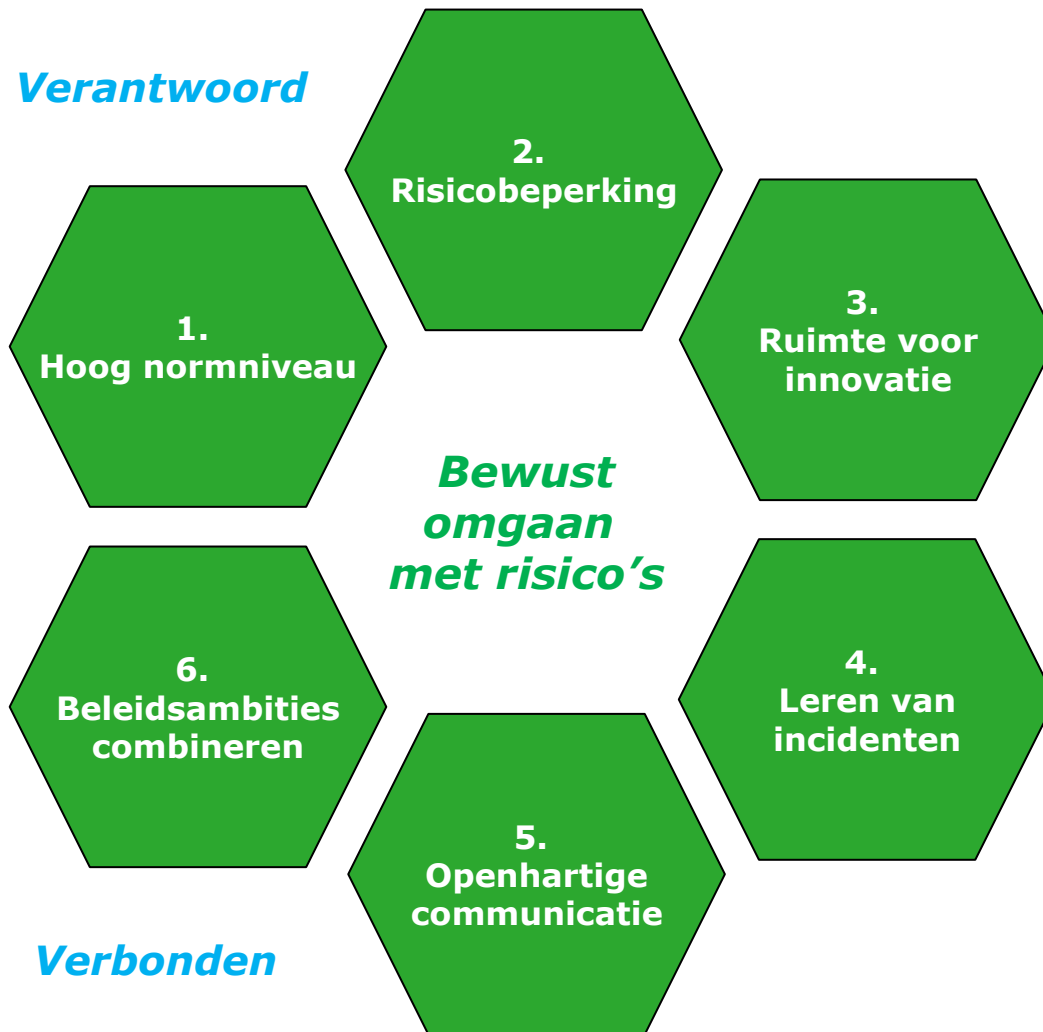 Verantwoord
1.
Hoog normniveau
2.
Risicobeperking
3.
Ruimte voor
innovatie
Bewust
omgaan
met risico’s
4.
Leren van
incidenten
5.
Openhartige
communicatie
6.
Beleidsambities
combineren
Verbonden